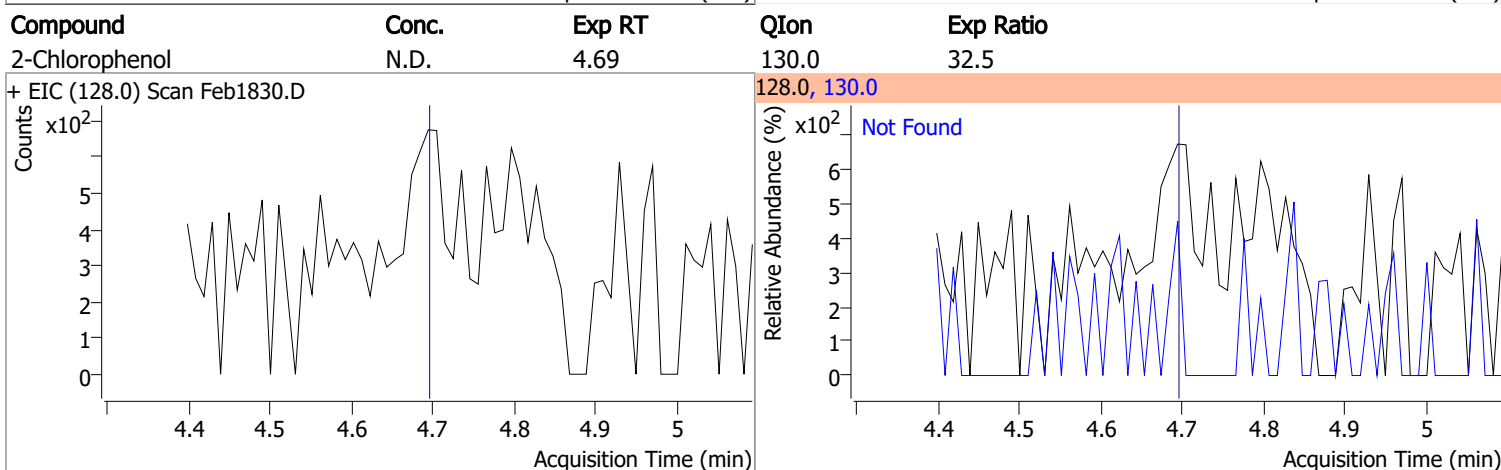 Compound Conc. Exp RT QIon Exp Ratio
2-Chlorophenol N.D. 4.69 130.0 32.5
+ EIC (128.0) Scan Feb1830.D
Counts
x10²
5
4
3
2
1
0
4.4 4.5 4.6 4.7 4.8 4.9 5
Acquisition Time (min)
128.0, 130.0
Relative Abundance (%)
x10²
Not Found
6
5
4
3
2
1
0
4.4 4.5 4.6 4.7 4.8 4.9 5
Acquisition Time (min)